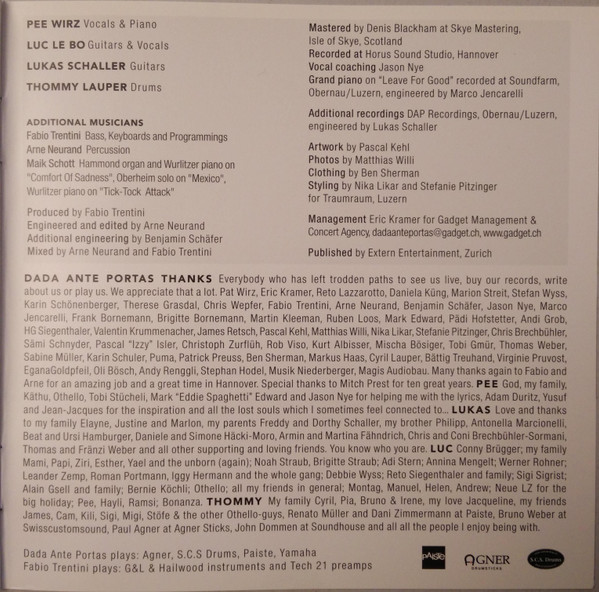 PEE WIRZ Vocals & Piano
LUC LE BO Guitars & Vocals
LUKAS SCHALLER Guitars
THOMMY LAUPER Drums
ADDITIONAL MUSICIANS
Fabio Trentini Bass, Keyboards and Programmings
Arne Neurand Percussion
Maik Schott Hammond organ and Wurlitzer piano on
"Comfort Of Sadness", Oberheim solo on "Mexico",
Wurlitzer piano on "Tick-Tock Attack"
Produced by Fabio Trentini
Engineered and edited by Arne Neurand
Additional engineering by Benjamin Schäfer
Mixed by Arne Neurand and Fabio Trentini
Mastered by Denis Blackham at Skye Mastering,
Isle of Skye, Scotland
Recorded at Horus Sound Studio, Hannover
Vocal coaching Jason Nye
Grand piano on "Leave For Good" recorded at Soundfarm,
Obernau/Luzern, engineered by Marco Jencarelli
Additional recordings DAP Recordings, Obernau/Luzern,
engineered by Lukas Schaller
Artwork by Pascal Kehl
Photos by Matthias Willi
Clothing by Ben Sherman
Styling by Nika Likar and Stefanie Pitzinger
for Traumraum, Luzern
Management Eric Kramer for Gadget Management &
Concert Agency, dadaanteportas@gadget.ch, www.gadget.ch
Published by Extern Entertainment, Zurich
DADA ANTE PORTAS THANKS Everybody who has left trodden paths to see us live, buy our records, write
about us or play us. We appreciate that a lot. Pat Wirz, Eric Kramer, Reto Lazzarotto, Daniela Küng, Marion Streit, Stefan Wyss,
Karin Schönenberger, Therese Grasdal, Chris Wepfer, Fabio Trentini, Arne Neurand, Benjamin Schäfer, Jason Nye, Marco
Jencarelli, Frank Bornemann, Brigitte Bornemann, Martin Kleeman, Ruben Loos, Mark Edward, Pädi Hofstetter, Andi Grob,
HG Siegenthaler, Valentin Krummenacher, James Retsch, Pascal Kehl, Matthias Willi, Nika Likar, Stefanie Pitzinger, Chris Brechbühler,
Sämi Schnyder, Pascal "Izzy" Isler, Christoph Zurflüh, Rob Viso, Kurt Albisser, Mischa Bösiger, Tobi Gmür, Thomas Weber,
Sabine Müller, Karin Schuler, Puma, Patrick Preuss, Ben Sherman, Markus Haas, Cyril Lauper, Bättig Treuhand, Virginie Pruvost,
EganaGoldpfeil, Oli Bösch, Andy Renggli, Stephan Hodel, Musik Niederberger, Magis Audiobau. Many thanks again to Fabio and
Arne for an amazing job and a great time in Hannover. Special thanks to Mitch Prest for ten great years. PEE God, my family,
Käthu, Othello, Tobi Stücheli, Mark "Eddie Spaghetti" Edward and Jason Nye for helping me with the lyrics, Adam Duritz, Yusuf
and Jean-Jacques for the inspiration and all the lost souls which I sometimes feel connected to... LUKAS Love and thanks
to my family Elayne, Justine and Marlon, my parents Freddy and Dorthy Schaller, my brother Philipp, Antonella Marcionelli,
Beat and Ursi Hamburger, Daniele and Simone Häcki-Moro, Armin and Martina Fähndrich, Chris and Coni Brechbühler-Sormani,
Thomas and Fränzi Weber and all other supporting and loving friends. You know who you are. LUC Conny Brügger; my family
Mami, Papi, Ziri, Esther, Yael and the unborn (again); Noah Straub, Brigitte Straub; Adi Stern; Annina Mengelt; Werner Rohner;
Leander Zemp, Roman Portmann, Iggy Hermann and the whole gang; Debbie Wyss; Reto Siegenthaler and family; Sigi Sigrist;
Alain Gsell and family; Bernie Köchli; Othello; all my friends in general; Motag, Manuel, Helen, Andrew; Neue LZ for the
big holiday; Pee, Hayli, Ramsi; Bonanza. THOMMY My family Cyril, Pia, Bruno & Irene, my love Jacqueline, my friends
James, Cam, Kili, Sigi, Migi, Stöfe & the other Othello-guys, Renato Müller and Dani Zimmermann at Paiste, Bruno Weber at
Swisscustomsound, Paul Agner at Agner Sticks, John Dommen at Soundhouse and all all the people I enjoy being with.
Dada Ante Portas plays: Agner, S.C.S Drums, Paiste, Yamaha
Fabio Trentini plays: G&L & Hailwood instruments and Tech 21 preamps
PAISTE
AGNER
DRUMSTICKS
S.C.S. Drums